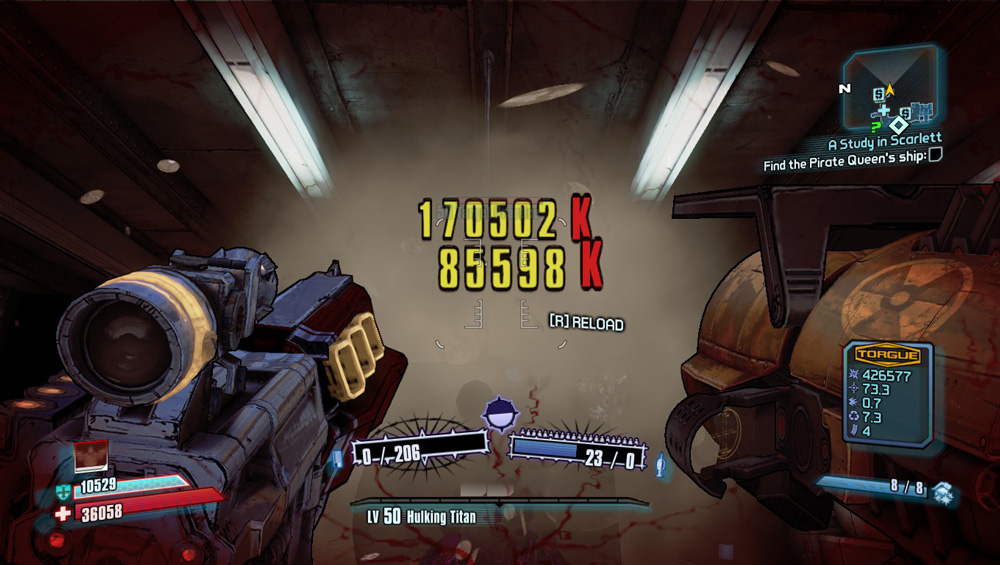 N
A Study in Scarlett
Find the Pirate Queen's ship:
170502 K
85598 K
[R] RELOAD
TORGUE
426577
73.3
0.7
7.3
4
0 / 206
23 / 0
10529
36058
8 / 8
LV 50 Hulking Titan